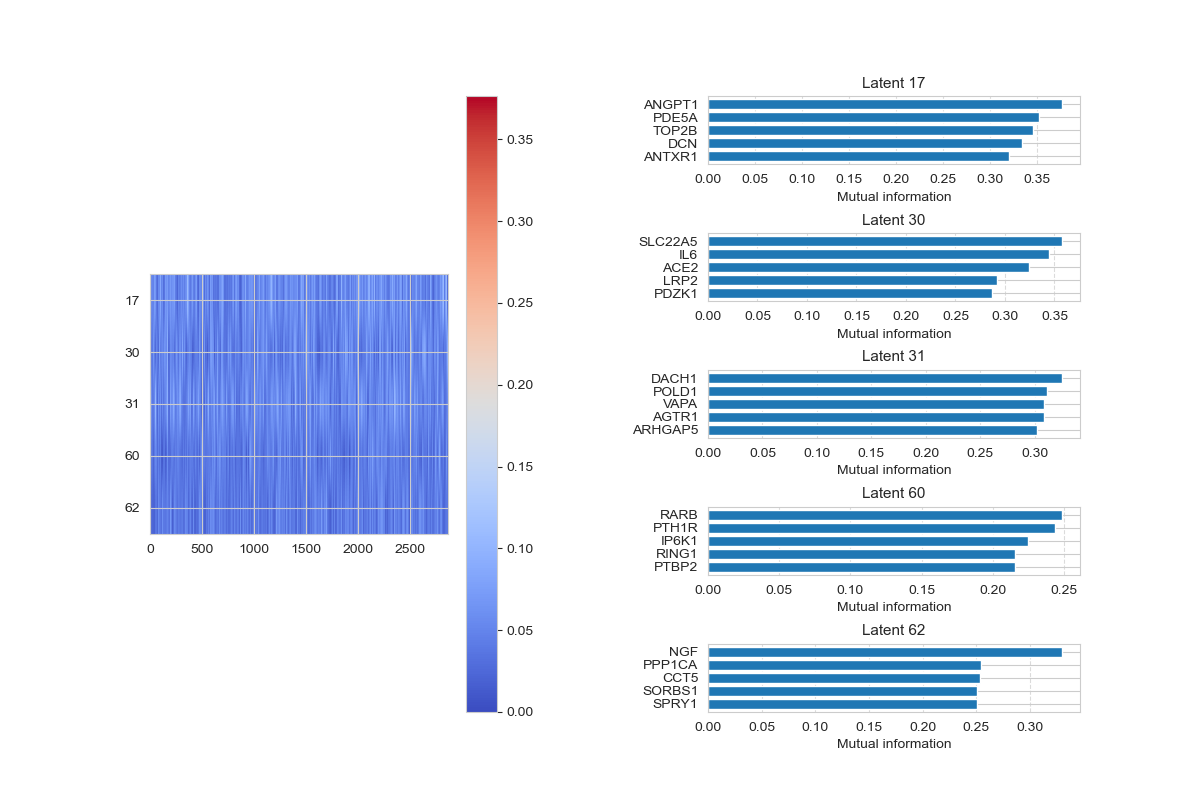 17
30
31
60
62
0 500 1000 1500 2000 2500
0.35
0.30
0.25
0.20
0.15
0.10
0.05
0.00
Latent 17
ANGPT1
PDE5A
TOP2B
DCN
ANTXR1
0.00 0.05 0.10 0.15 0.20 0.25 0.30 0.35
Mutual information
Latent 30
SLC22A5
IL6
ACE2
LRP2
PDZK1
0.00 0.05 0.10 0.15 0.20 0.25 0.30 0.35
Mutual information
Latent 31
DACH1
POLD1
VAPA
AGTR1
ARHGAP5
0.00 0.05 0.10 0.15 0.20 0.25 0.30
Mutual information
Latent 60
RARB
PTH1R
IP6K1
RING1
PTBP2
0.00 0.05 0.10 0.15 0.20 0.25
Mutual information
Latent 62
NGF
PPP1CA
CCT5
SORBS1
SPRY1
0.00 0.05 0.10 0.15 0.20 0.25 0.30
Mutual information